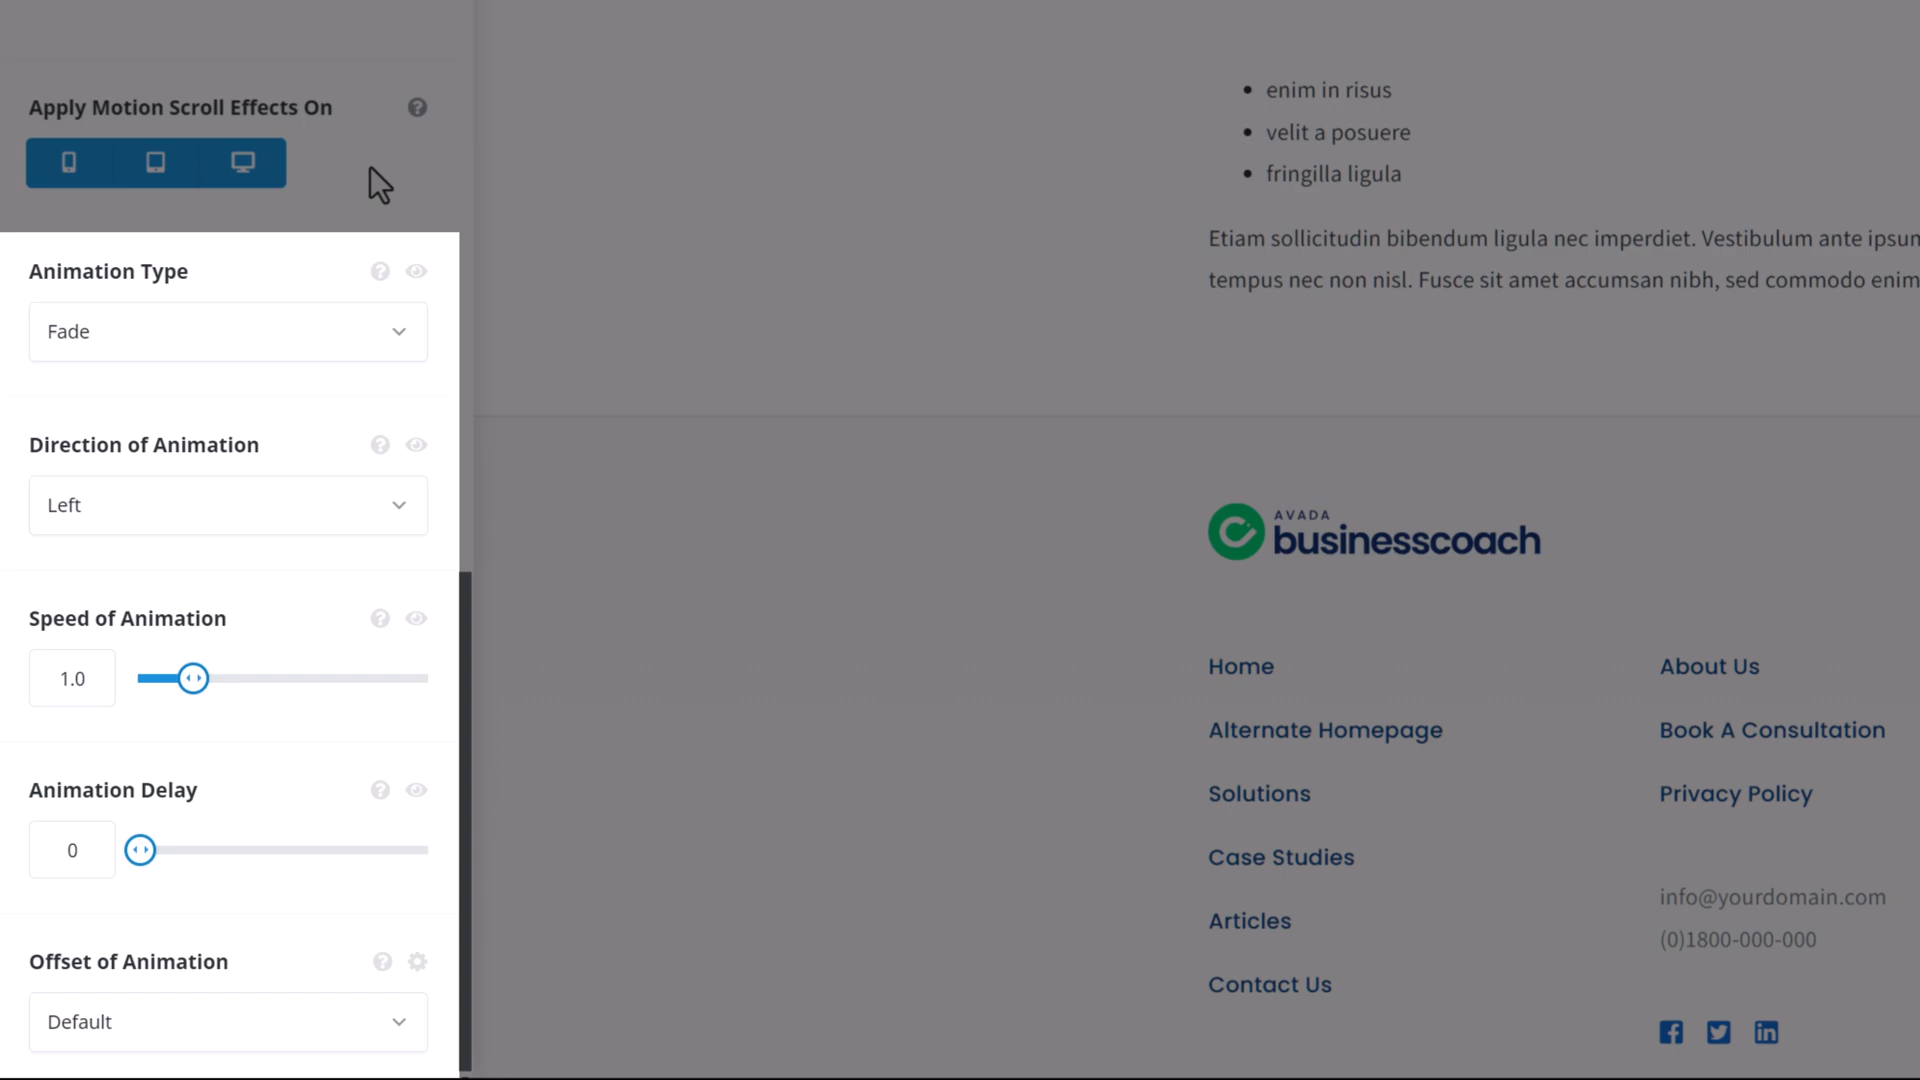 Apply Motion Scroll Effects On
Animation Type
Fade
Direction of Animation
Left
Speed of Animation
1.0
Animation Delay
0
Offset of Animation
Default
enim in risus
velit a posuere
fringilla ligula
Etiam sollicitudin bibendum ligula nec imperdiet. Vestibulum ante ipsum
tempus nec non nisl. Fusce sit amet accumsan nibh, sed commodo enim
AVADA
businesscoach
Home
Alternate Homepage
Solutions
Case Studies
Articles
Contact Us
About Us
Book A Consultation
Privacy Policy
info@yourdomain.com
(0)1800-000-000